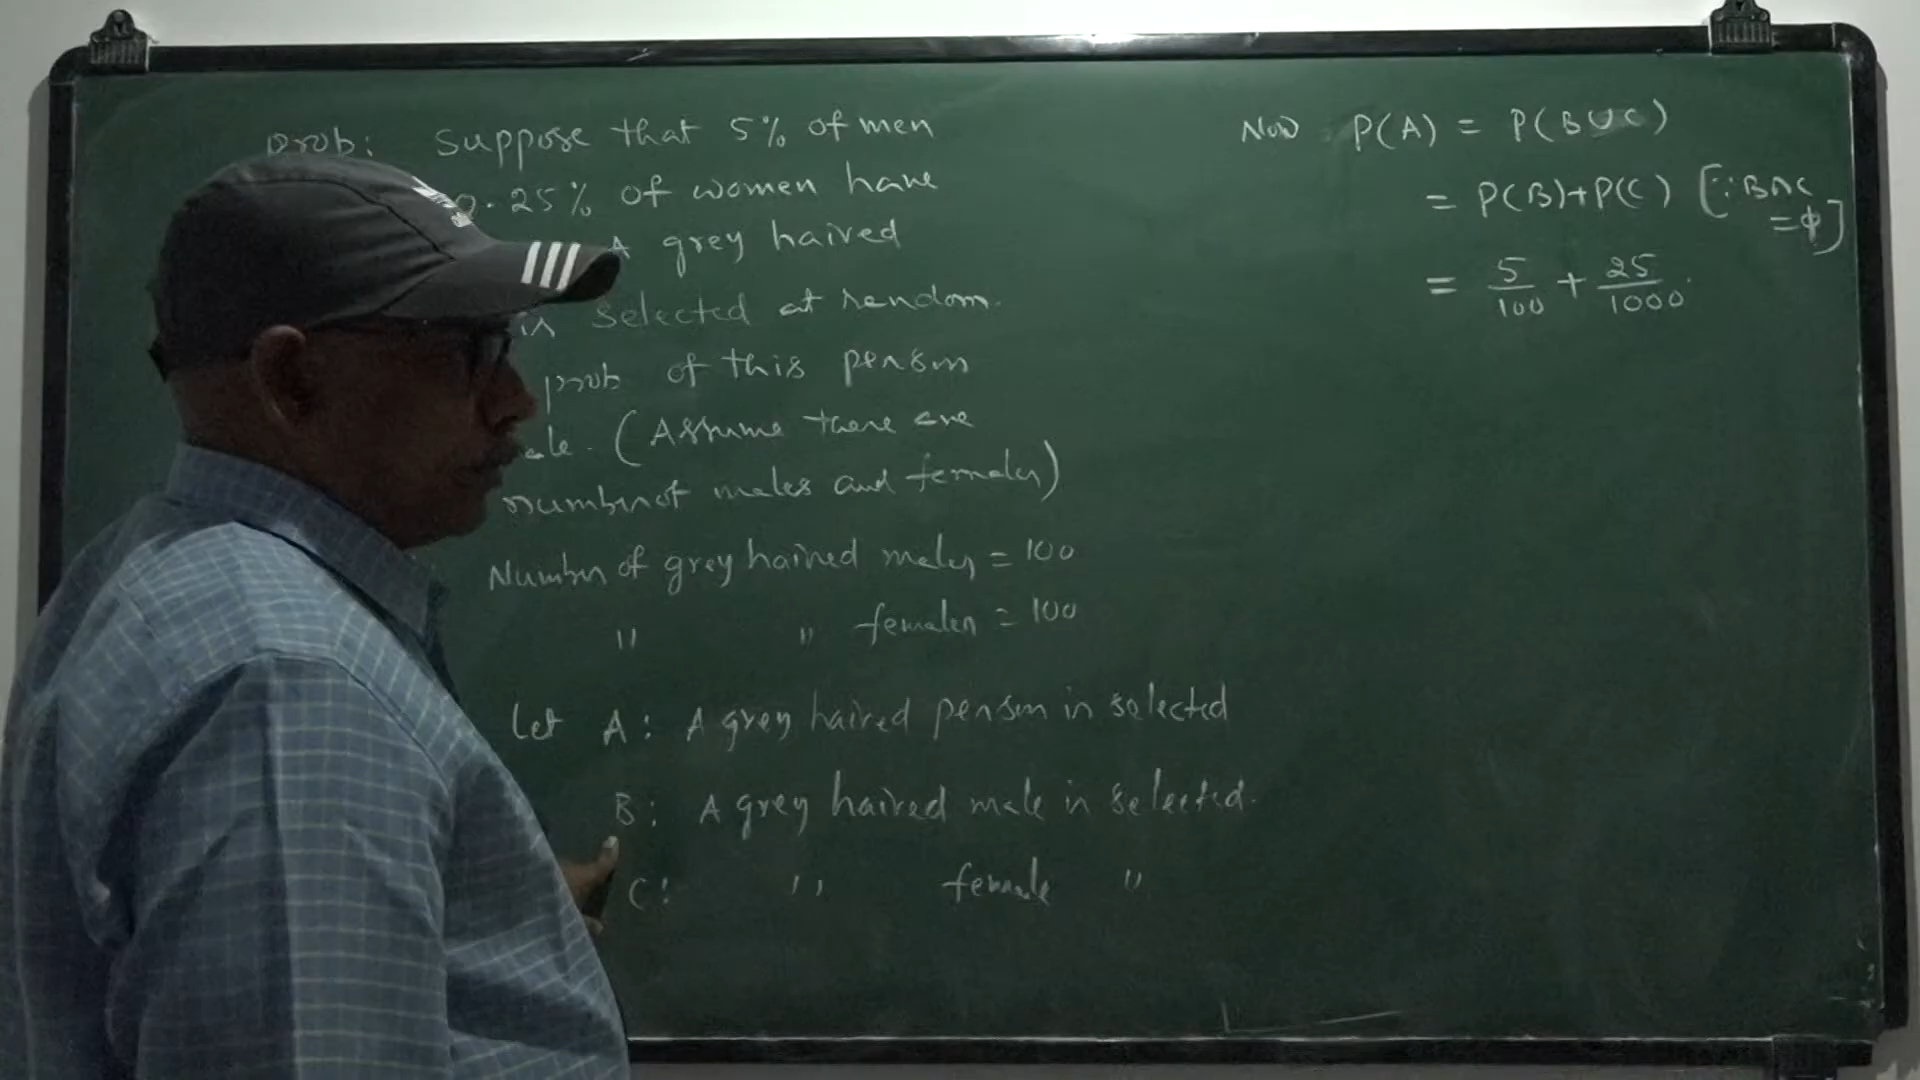 prob: Suppose that 5% of men
0.25% of women have
A grey haired
is selected at random.
prob of this person
ale. (Assume there are
number of males and females)
Number of grey haired males = 100
" " females = 100
Let A: A grey haired person is selected
B: A grey haired male is selected.
C: " female "
Now P(A) = P(B∪C)
= P(B)+P(C) [∵ B∩C
= φ]
= 5/100 + 25/1000